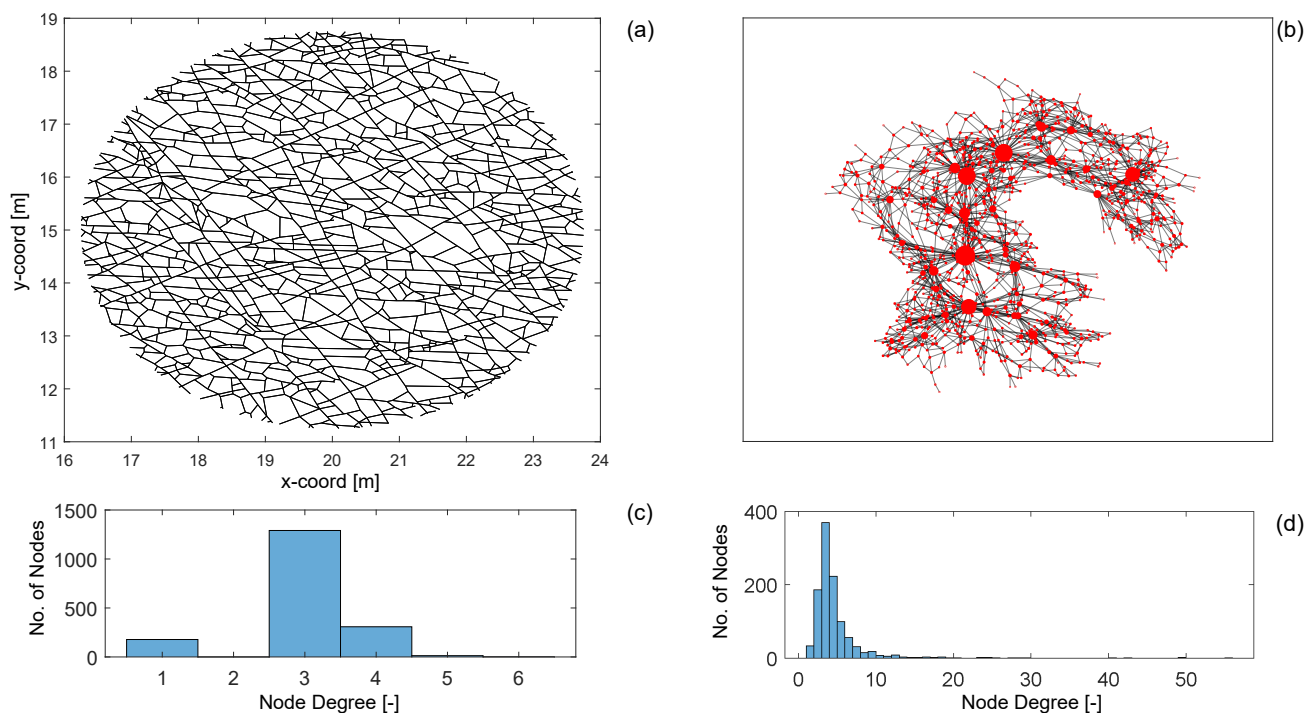 (a)
19
18
17
16
15
14
13
12
11
y-coord [m]
16 17 18 19 20 21 22 23 24
x-coord [m]
(b)
(c)
1500
1000
500
0
No. of Nodes
1 2 3 4 5 6
Node Degree [-]
(d)
400
200
0
No. of Nodes
0 10 20 30 40 50
Node Degree [-]